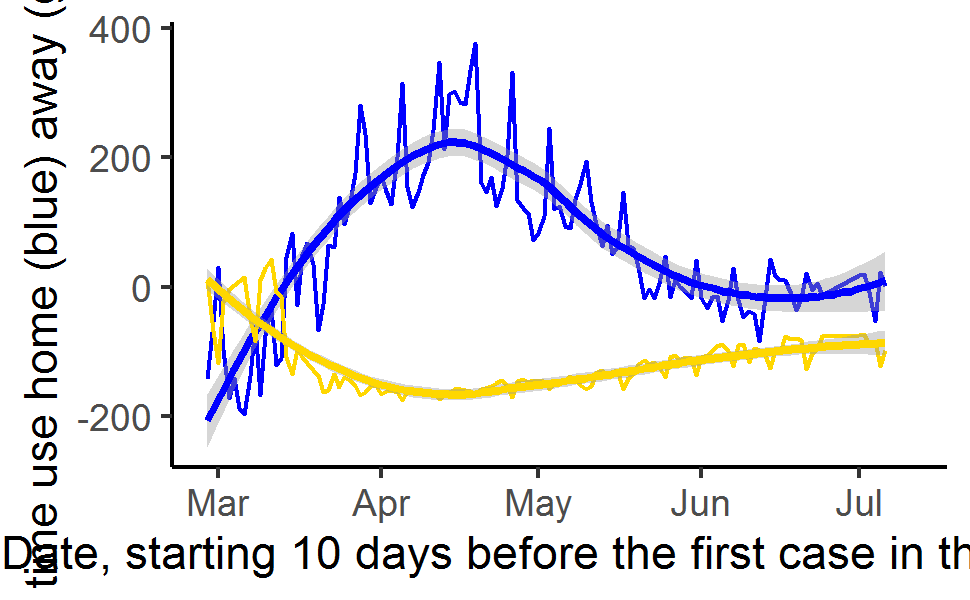 time use home (blue) away (
400
200
0
-200
Mar Apr May Jun Jul
Date, starting 10 days before the first case in th